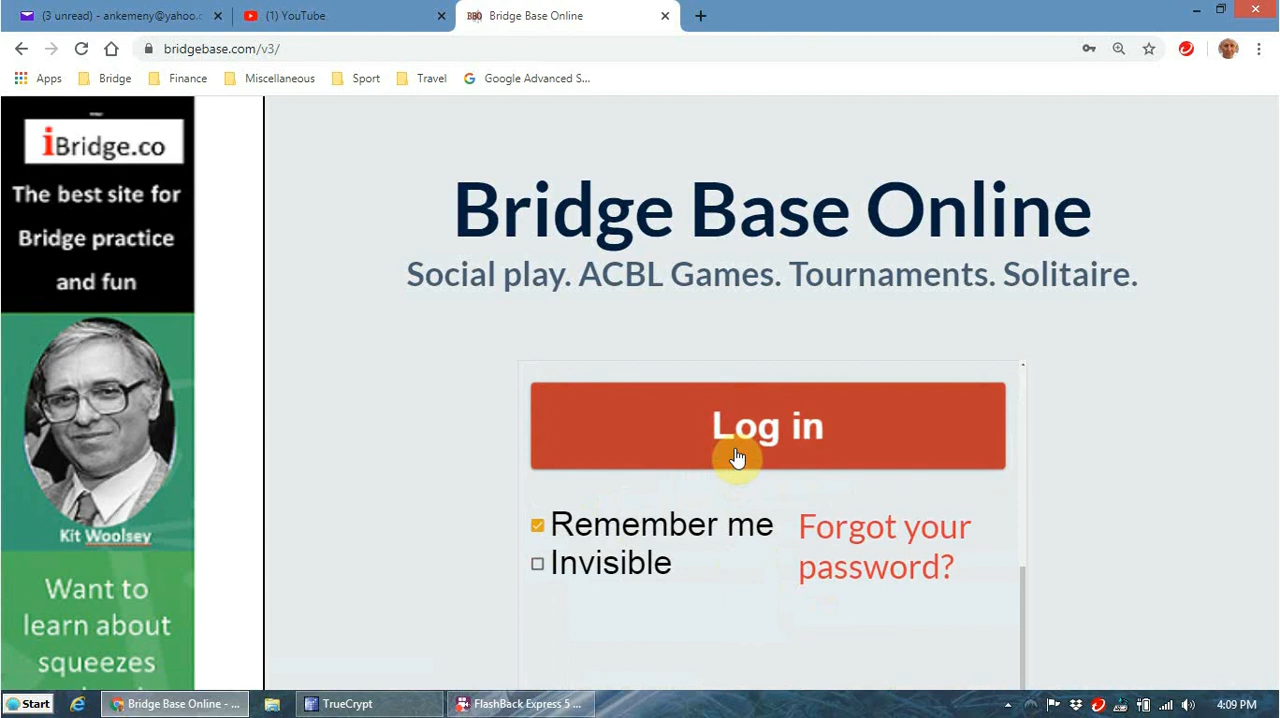 (3 unread) - ankemeny@yahoo.c
(1) YouTube
BBO Bridge Base Online
bridgebase.com/v3/
Apps
Bridge
Finance
Miscellaneous
Sport
Travel
Google Advanced S...
iBridge.co
The best site for
Bridge practice
and fun
Kit Woolsey
Want to
learn about
squeezes
Bridge Base Online
Social play. ACBL Games. Tournaments. Solitaire.
Log in
Remember me
Invisible
Forgot your
password?
Start
Bridge Base Online - ...
TrueCrypt
FlashBack Express 5 ...
4:09 PM